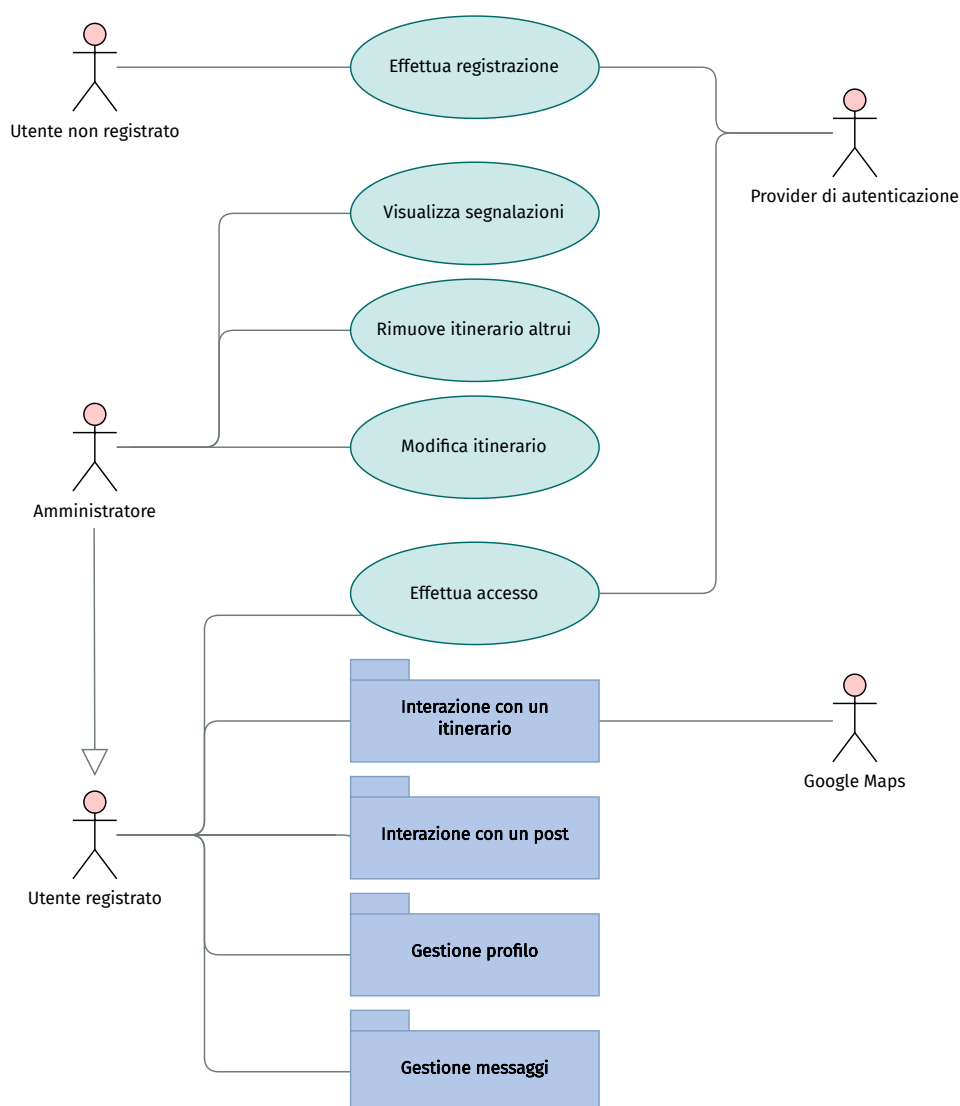 Effettua registrazione
Utente non registrato
Provider di autenticazione
Visualizza segnalazioni
Rimuove itinerario altrui
Modifica itinerario
Amministratore
Effettua accesso
Interazione con un
itinerario
Google Maps
Interazione con un post
Utente registrato
Gestione profilo
Gestione messaggi